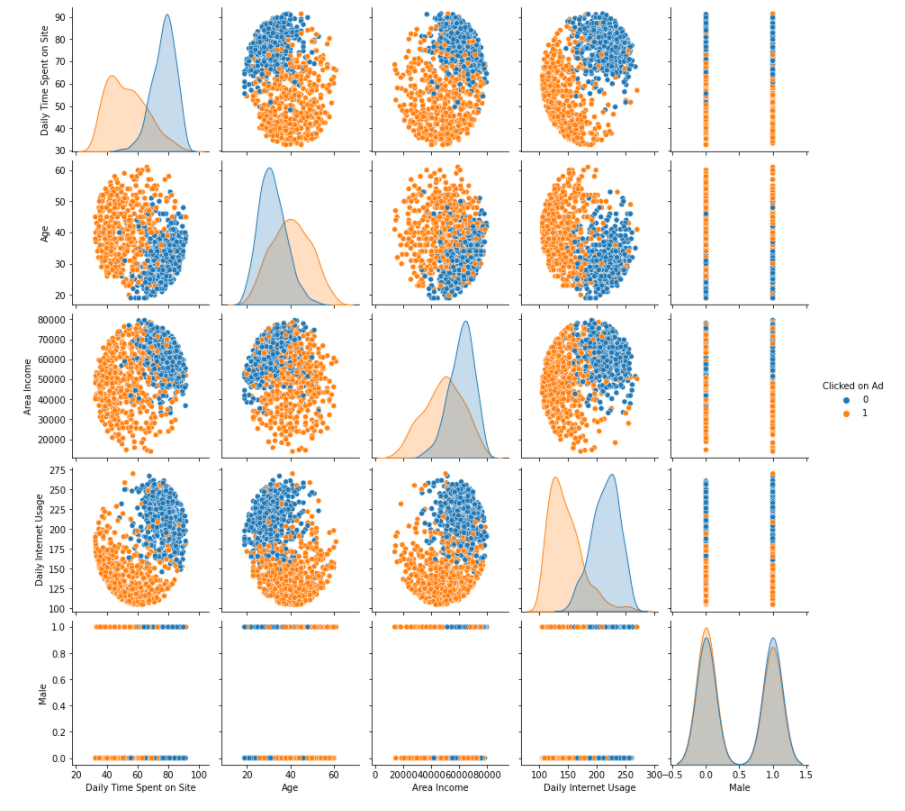 Daily Time Spent on Site
90
80
70
60
50
40
30
Age
60
50
40
30
20
Area Income
80000
70000
60000
50000
40000
30000
20000
Clicked on Ad
0
1
Daily Internet Usage
275
250
225
200
175
150
125
100
Male
1.0
0.8
0.6
0.4
0.2
0.0
20 40 60 80 100
Daily Time Spent on Site
20 40 60
Age
0 20000 40000 60000 80000
Area Income
100 150 200 250 300
Daily Internet Usage
−0.5 0.0 0.5 1.0 1.5
Male